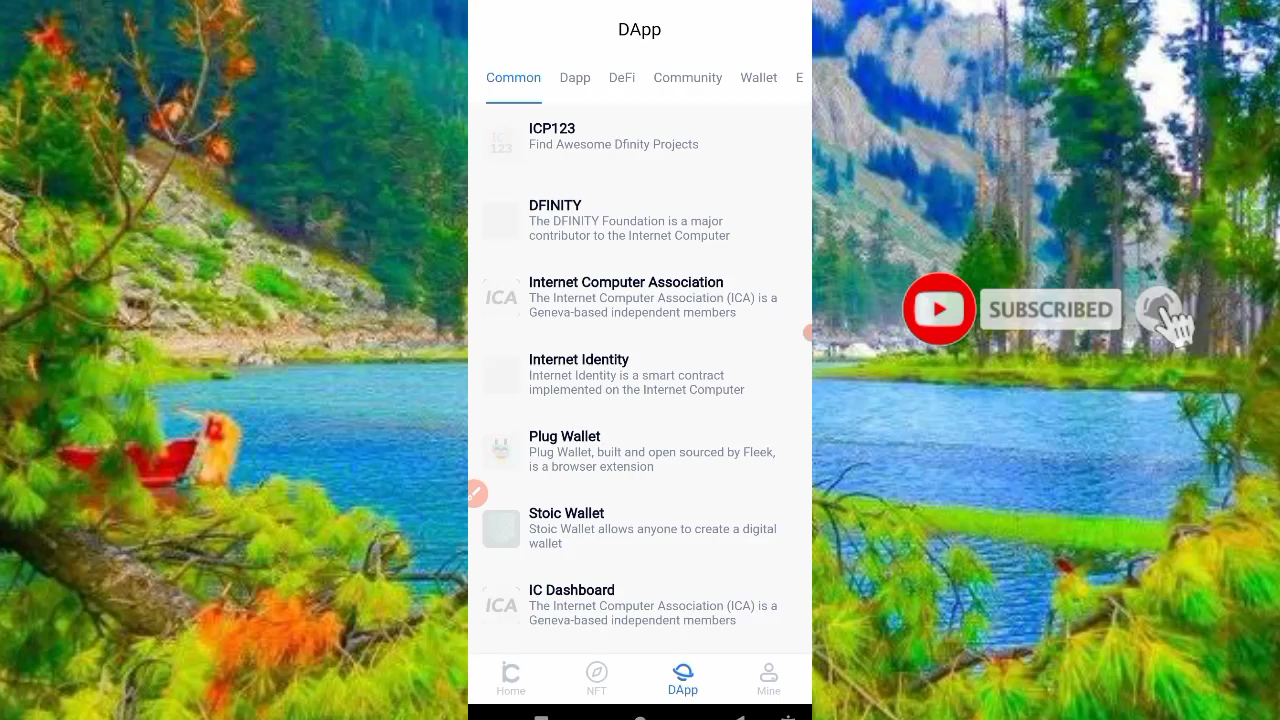 DApp
Common Dapp DeFi Community Wallet E
IC
123
ICP123
Find Awesome Dfinity Projects
DFINITY
The DFINITY Foundation is a major
contributor to the Internet Computer
ICA
Internet Computer Association
The Internet Computer Association (ICA) is a
Geneva-based independent members
SUBSCRIBED
Internet Identity
Internet Identity is a smart contract
implemented on the Internet Computer
Plug Wallet
Plug Wallet, built and open sourced by Fleek,
is a browser extension
Stoic Wallet
Stoic Wallet allows anyone to create a digital
wallet
ICA
IC Dashboard
The Internet Computer Association (ICA) is a
Geneva-based independent members
Home NFT DApp Mine